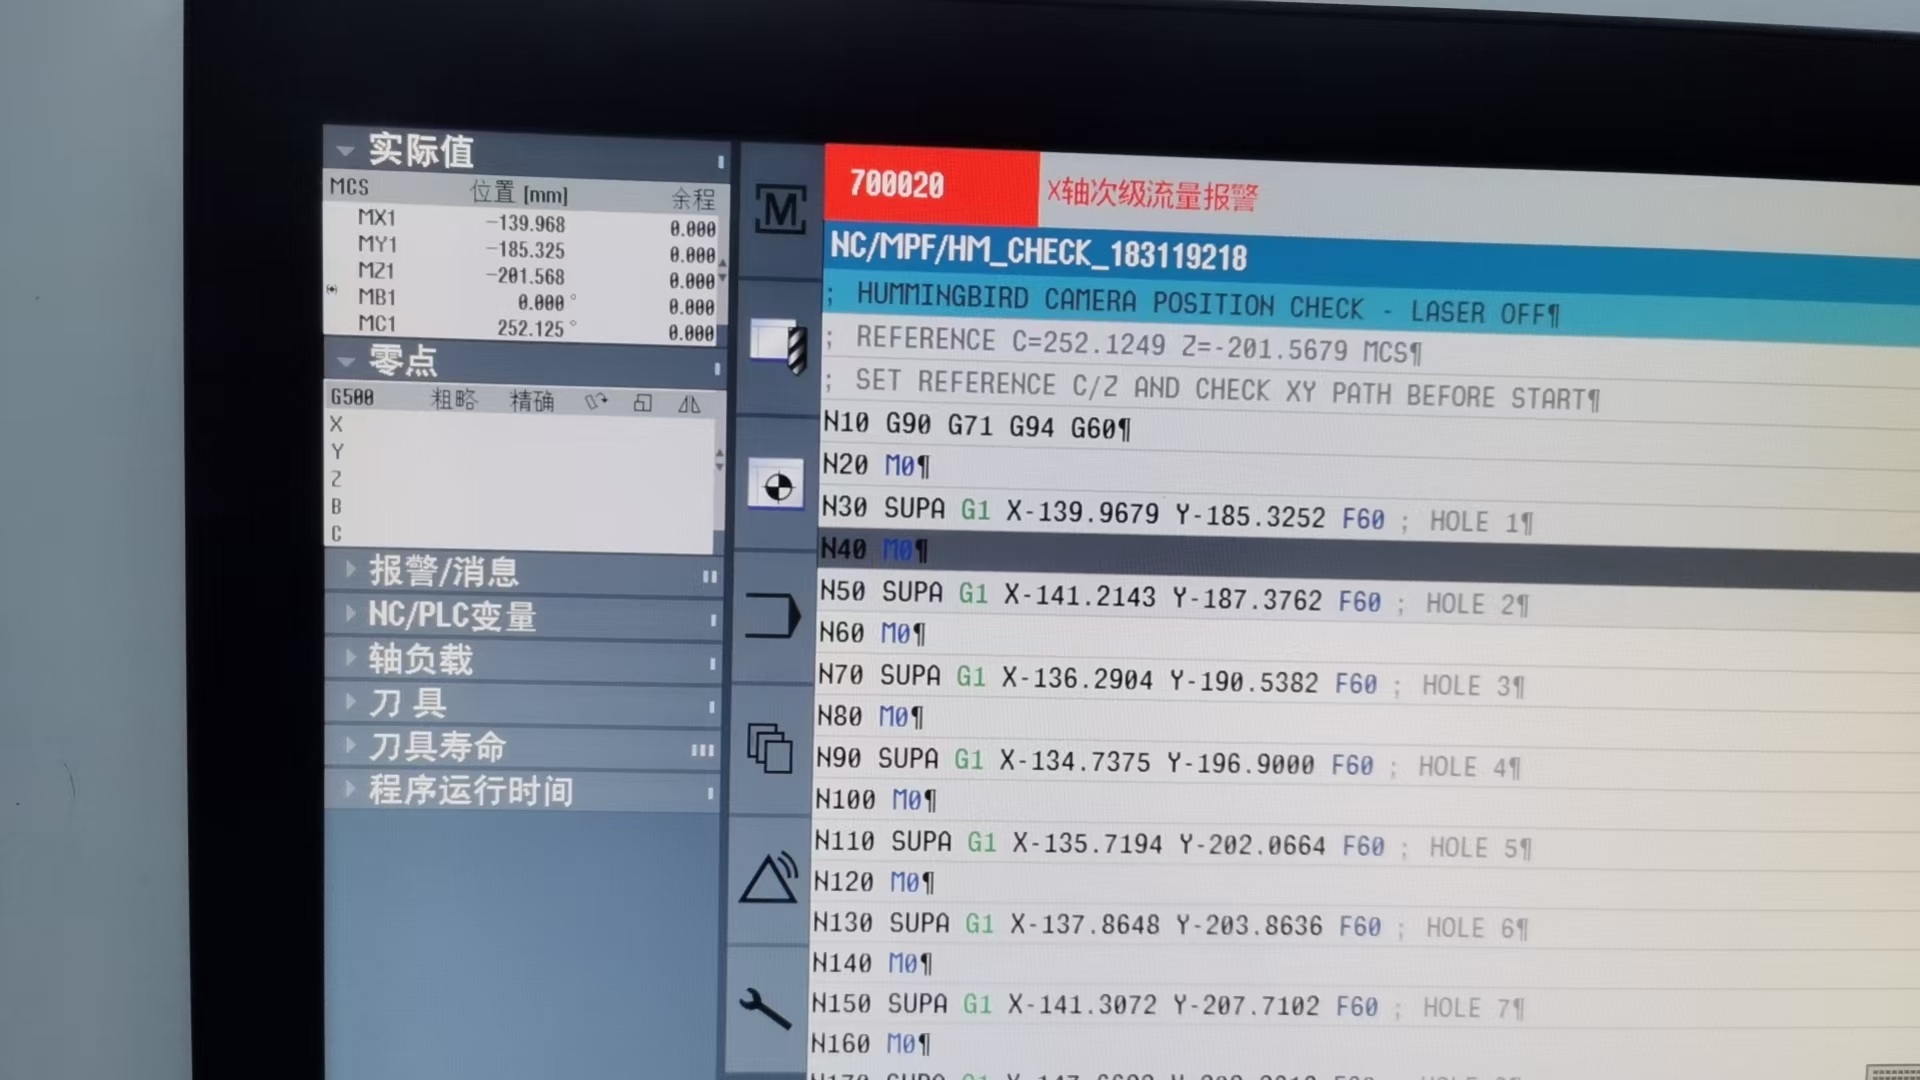 实际值
MCS 位置 [mm] 余程
MX1 -139.968 0.000
MY1 -185.325 0.000
MZ1 -201.568 0.000
MB1 0.000 ° 0.000
MC1 252.125 ° 0.000
零点
G500 粗略 精确
X
Y
Z
B
C
报警/消息
NC/PLC变量
轴负载
刀具
刀具寿命
程序运行时间
M
700020 X轴次级流量报警
NC/MPF/HM_CHECK_183119218
; HUMMINGBIRD CAMERA POSITION CHECK - LASER OFF¶
; REFERENCE C=252.1249 Z=-201.5679 MCS¶
; SET REFERENCE C/Z AND CHECK XY PATH BEFORE START¶
N10 G90 G71 G94 G60¶
N20 M0¶
N30 SUPA G1 X-139.9679 Y-185.3252 F60 ; HOLE 1¶
N40 M0¶
N50 SUPA G1 X-141.2143 Y-187.3762 F60 ; HOLE 2¶
N60 M0¶
N70 SUPA G1 X-136.2904 Y-190.5382 F60 ; HOLE 3¶
N80 M0¶
N90 SUPA G1 X-134.7375 Y-196.9000 F60 ; HOLE 4¶
N100 M0¶
N110 SUPA G1 X-135.7194 Y-202.0664 F60 ; HOLE 5¶
N120 M0¶
N130 SUPA G1 X-137.8648 Y-203.8636 F60 ; HOLE 6¶
N140 M0¶
N150 SUPA G1 X-141.3072 Y-207.7102 F60 ; HOLE 7¶
N160 M0¶